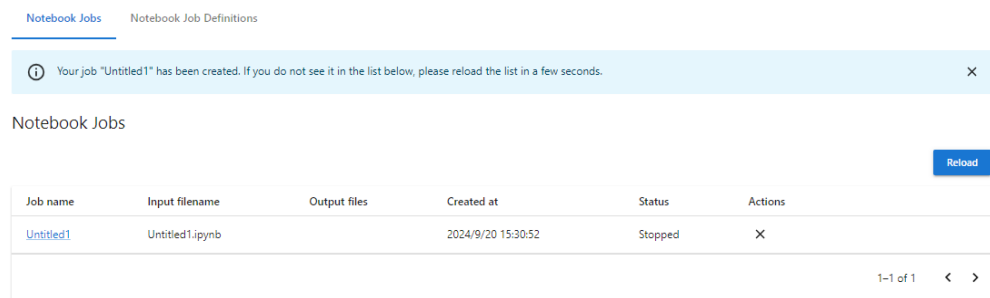 Notebook Jobs Notebook Job Definitions
Your job "Untitled1" has been created. If you do not see it in the list below, please reload the list in a few seconds.
Notebook Jobs
Reload
Job name Input filename Output files Created at Status Actions
Untitled1 Untitled1.ipynb 2024/9/20 15:30:52 Stopped
1–1 of 1